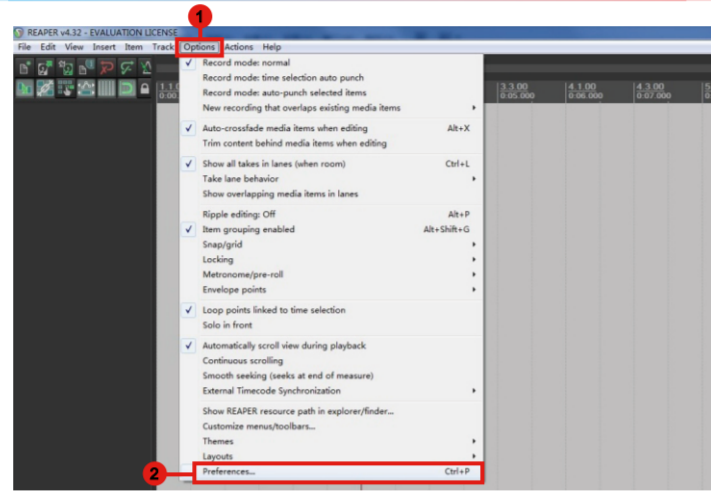 1
REAPER v4.32 - EVALUATION LICENSE
File Edit View Insert Item Track Options Actions Help
Record mode: normal
Record mode: time selection auto punch
Record mode: auto-punch selected items
New recording that overlaps existing media items
3.3.00 4.1.00 4.3.00
0:05.000 0:06.000 0:07.000
Auto-crossfade media items when editing Alt+X
Trim content behind media items when editing
Show all takes in lanes (when room) Ctrl+L
Take lane behavior
Show overlapping media items in lanes
Ripple editing: Off Alt+P
Item grouping enabled Alt+Shift+G
Snap/grid
Locking
Metronome/pre-roll
Envelope points
Loop points linked to time selection
Solo in front
Automatically scroll view during playback
Continuous scrolling
Smooth seeking (seeks at end of measure)
External Timecode Synchronization
Show REAPER resource path in explorer/finder...
Customize menus/toolbars...
Themes
Layouts
2 Preferences... Ctrl+P